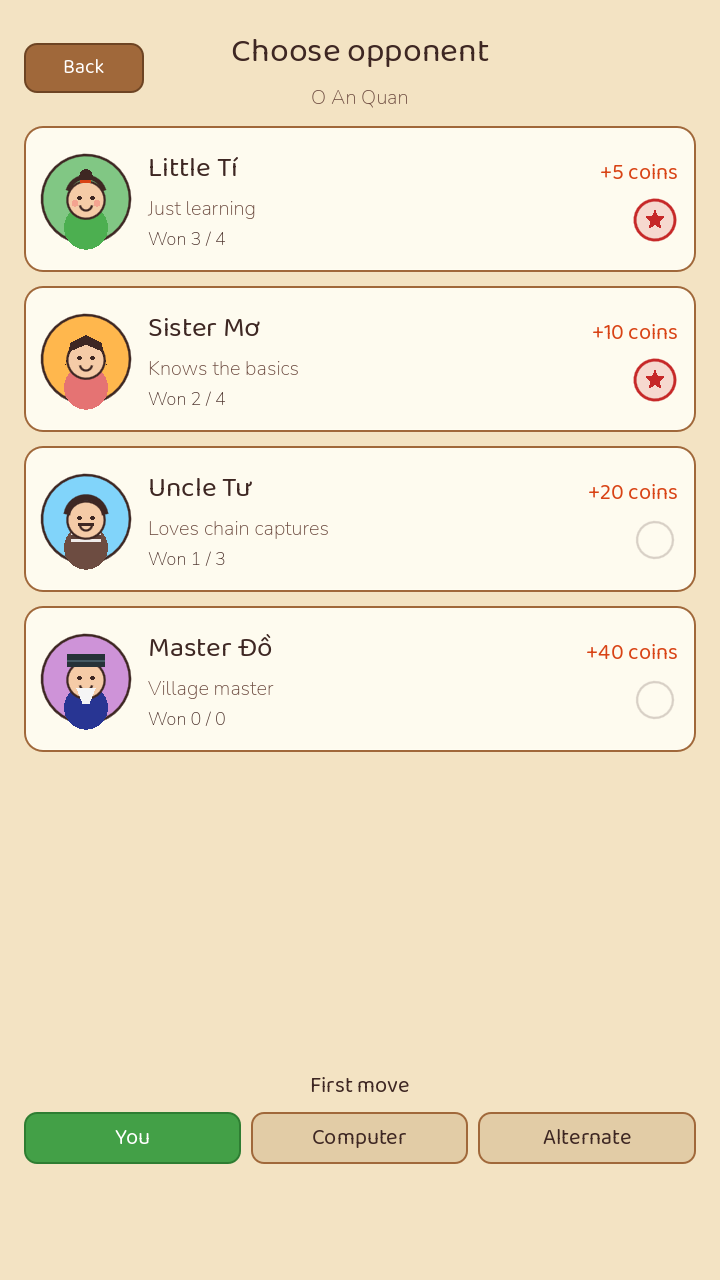 Back
Choose opponent
O An Quan
Little Tí
Just learning
Won 3 / 4
+5 coins
Sister Mơ
Knows the basics
Won 2 / 4
+10 coins
Uncle Tư
Loves chain captures
Won 1 / 3
+20 coins
Master Đồ
Village master
Won 0 / 0
+40 coins
First move
You
Computer
Alternate